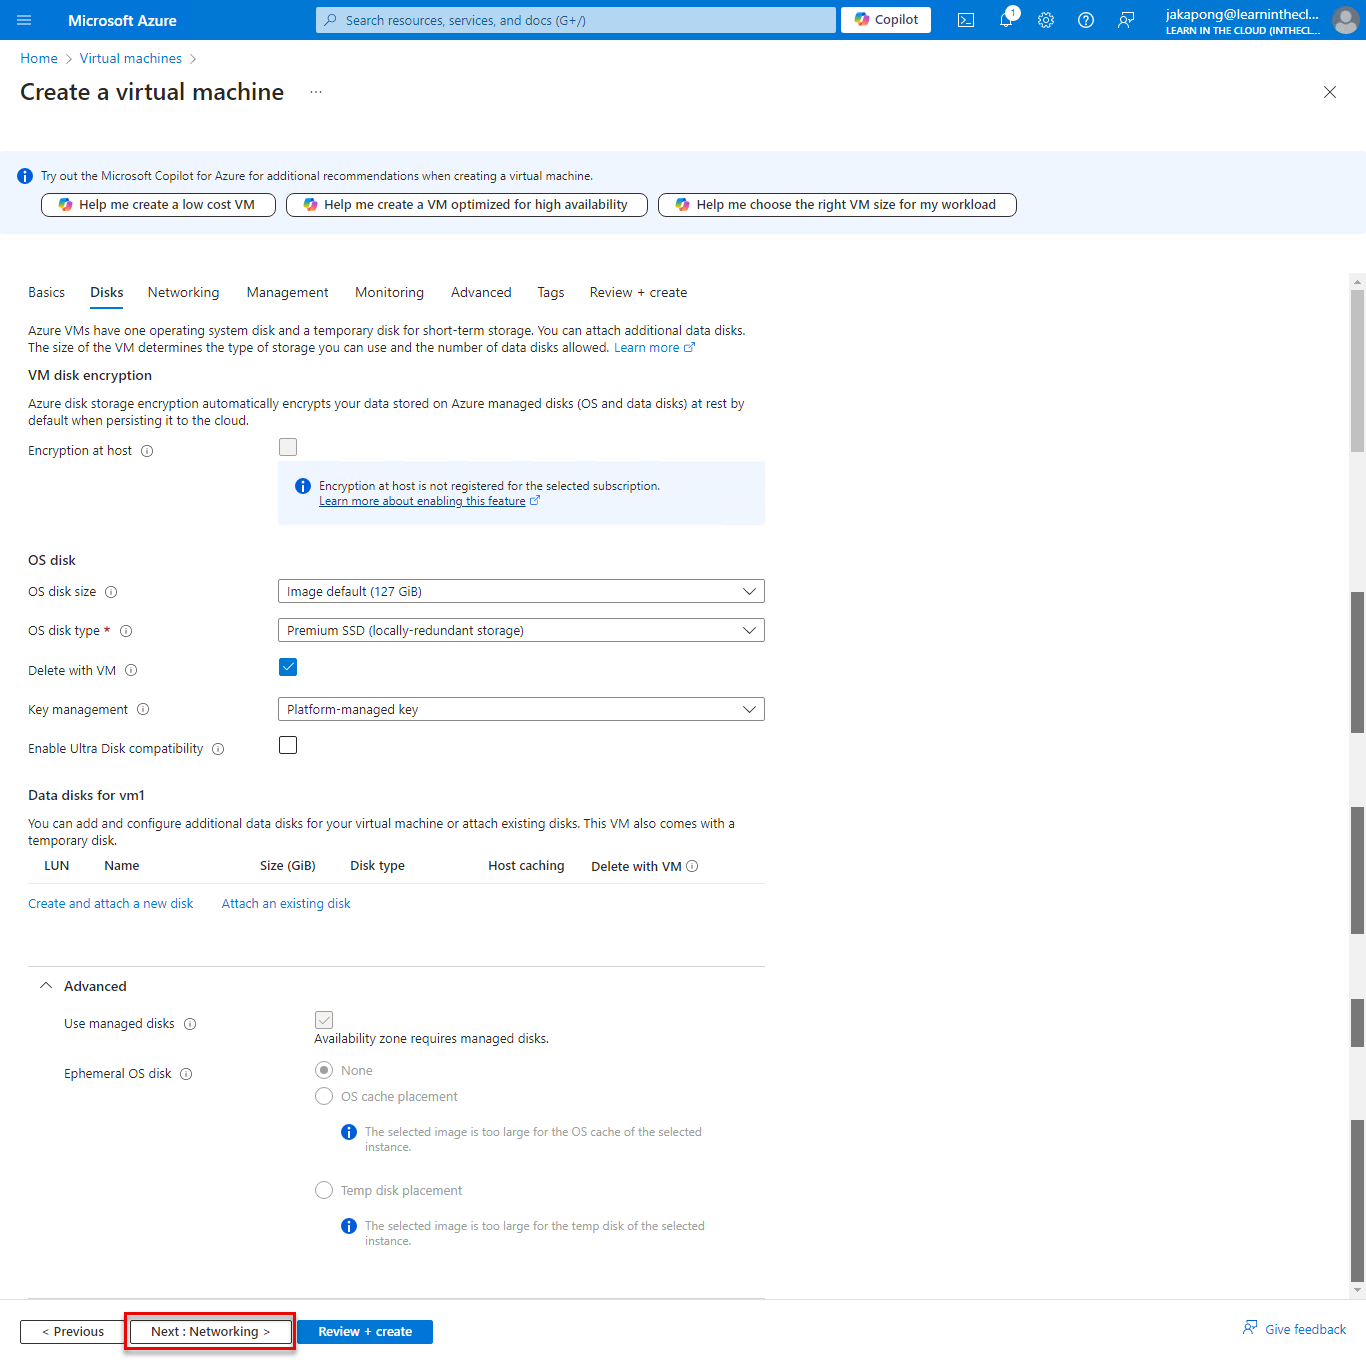 Microsoft Azure
Search resources, services, and docs (G+/)
Copilot
1
jakapong@learninthecl...
LEARN IN THE CLOUD (INTHECL...
Home > Virtual machines >
Create a virtual machine ...
Try out the Microsoft Copilot for Azure for additional recommendations when creating a virtual machine.
Help me create a low cost VM
Help me create a VM optimized for high availability
Help me choose the right VM size for my workload
Basics Disks Networking Management Monitoring Advanced Tags Review + create
Azure VMs have one operating system disk and a temporary disk for short-term storage. You can attach additional data disks.
The size of the VM determines the type of storage you can use and the number of data disks allowed. Learn more
VM disk encryption
Azure disk storage encryption automatically encrypts your data stored on Azure managed disks (OS and data disks) at rest by
default when persisting it to the cloud.
Encryption at host
Encryption at host is not registered for the selected subscription.
Learn more about enabling this feature
OS disk
OS disk size
Image default (127 GiB)
OS disk type *
Premium SSD (locally-redundant storage)
Delete with VM
Key management
Platform-managed key
Enable Ultra Disk compatibility
Data disks for vm1
You can add and configure additional data disks for your virtual machine or attach existing disks. This VM also comes with a
temporary disk.
LUN Name Size (GiB) Disk type Host caching Delete with VM
Create and attach a new disk Attach an existing disk
Advanced
Use managed disks
Availability zone requires managed disks.
Ephemeral OS disk
None
OS cache placement
The selected image is too large for the OS cache of the selected
instance.
Temp disk placement
The selected image is too large for the temp disk of the selected
instance.
< Previous
Next : Networking >
Review + create
Give feedback